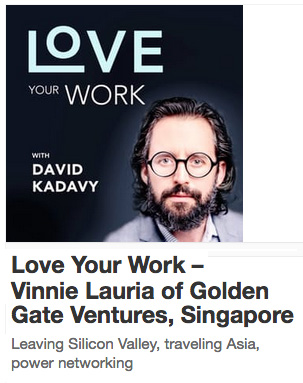 LOVE
YOUR WORK
WITH
DAVID
KADAVY
Love Your Work –
Vinnie Lauria of Golden
Gate Ventures, Singapore
Leaving Silicon Valley, traveling Asia,
power networking